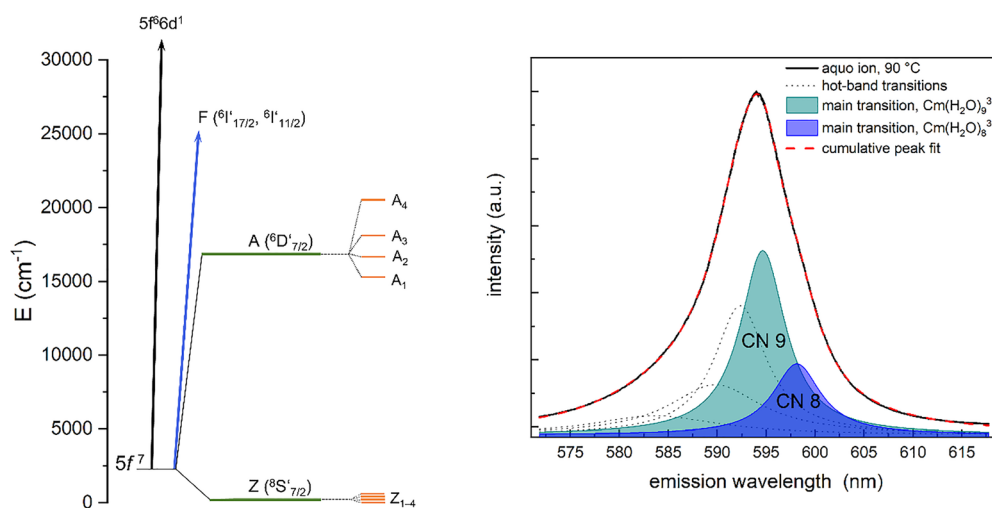 5f⁶6d¹
30000
25000
20000
15000
10000
5000
0
E (cm⁻¹)
F (⁶I‘₁₇/₂, ⁶I‘₁₁/₂)
A (⁶D‘₇/₂)
A₄
A₃
A₂
A₁
5f ⁷
Z (⁸S‘₇/₂)
Z₁₋₄
aquo ion, 90 °C
hot-band transitions
main transition, Cm(H₂O)₉³
main transition, Cm(H₂O)₈³
cumulative peak fit
intensity (a.u.)
CN 9
CN 8
575 580 585 590 595 600 605 610 615
emission wavelength (nm)